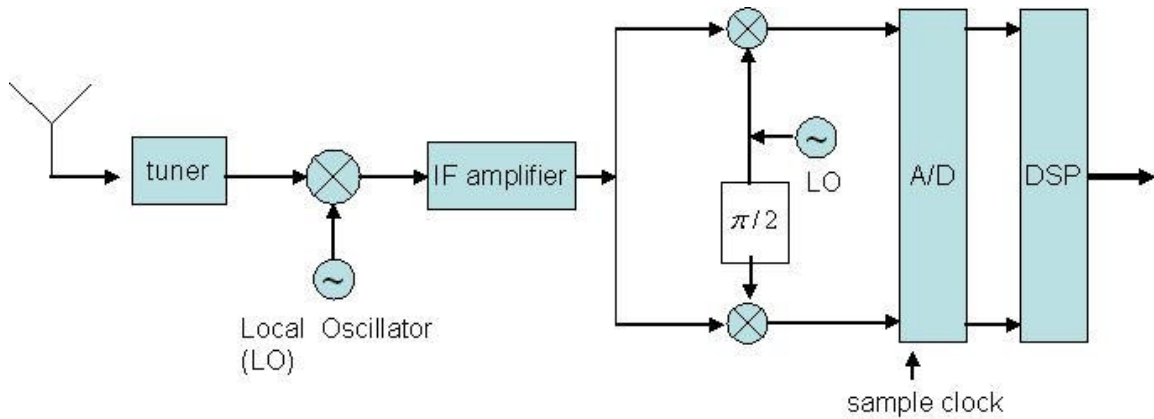 tuner
IF amplifier
Local Oscillator
(LO)
~
~
LO
π/2
A/D
DSP
sample clock